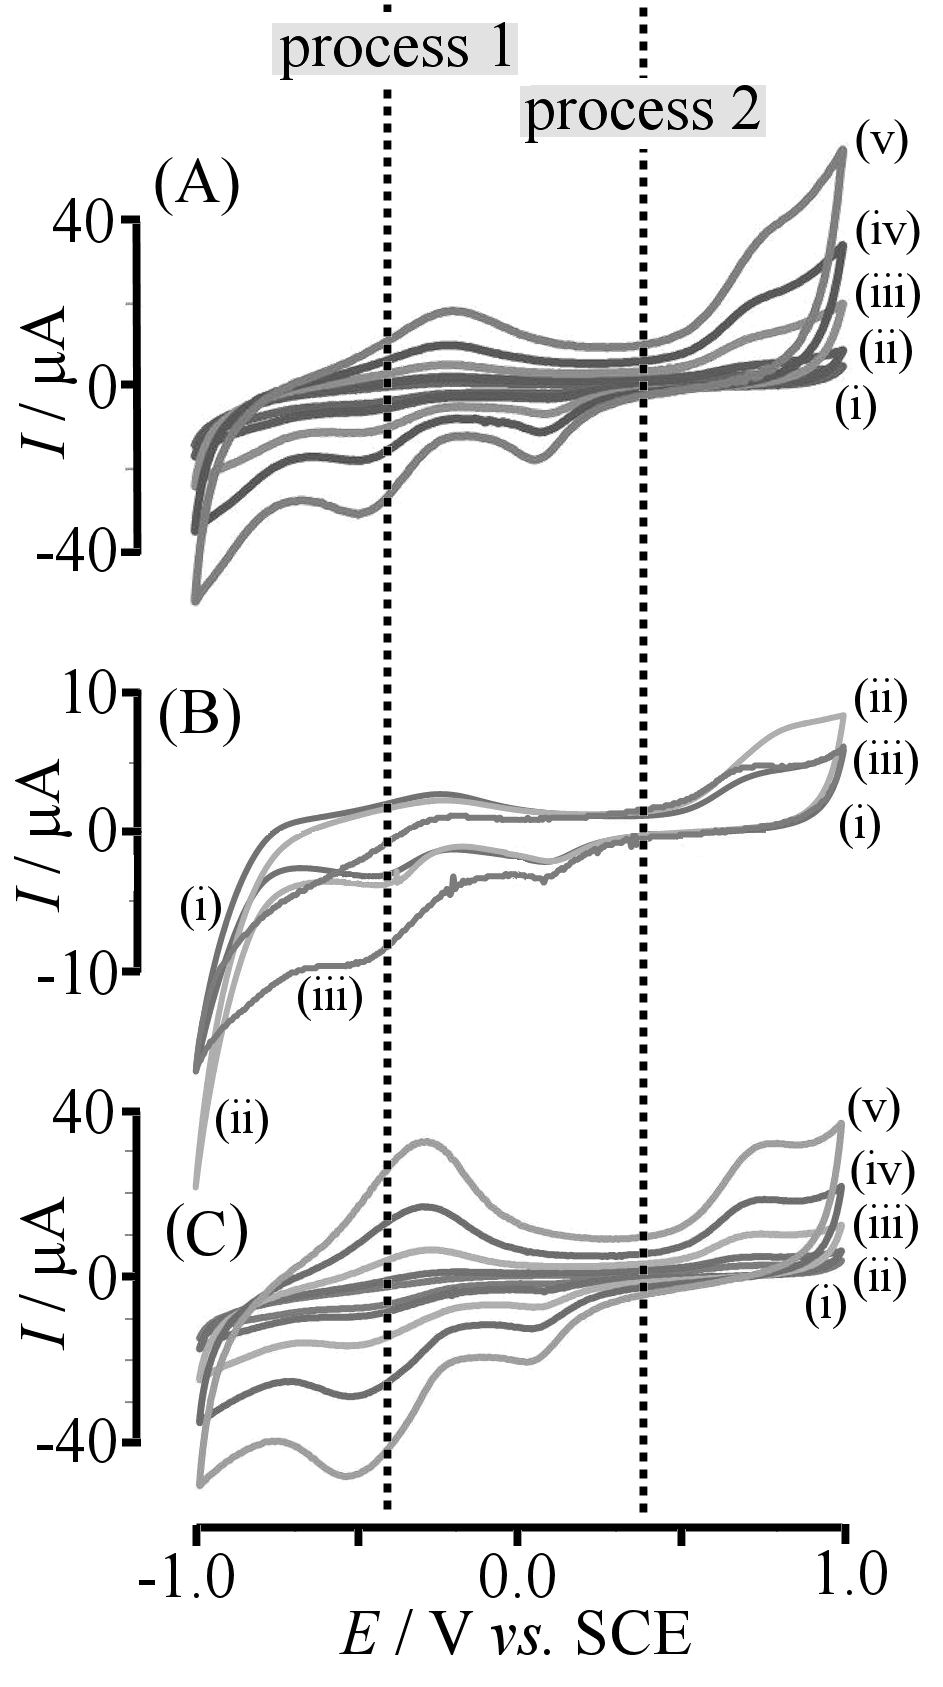 process 1
process 2
(A)
40
0
-40
I / μA
(v)
(iv)
(iii)
(ii)
(i)
(B)
10
0
-10
I / μA
(ii)
(iii)
(i)
(i)
(iii)
(ii)
(C)
40
0
-40
I / μA
(v)
(iv)
(iii)
(ii)
(i)
-1.0 0.0 1.0
E / V vs. SCE